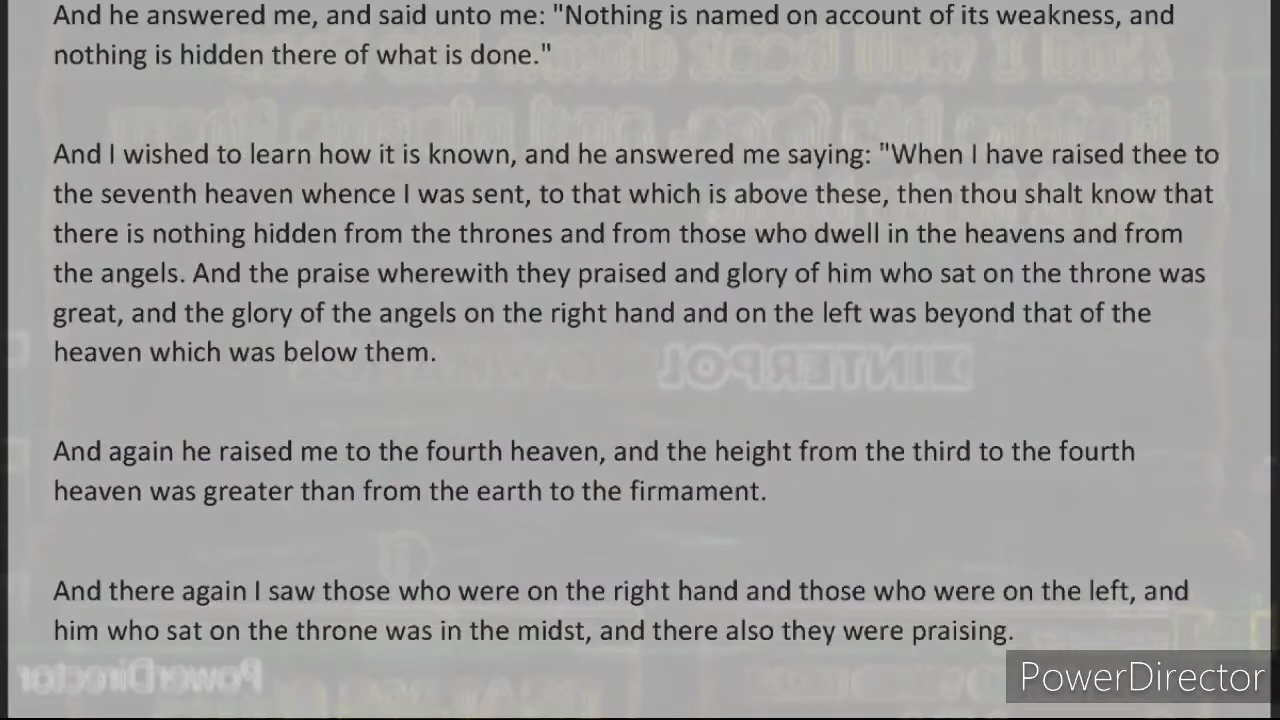 And he answered me, and said unto me: "Nothing is named on account of its weakness, and
nothing is hidden there of what is done."
And I wished to learn how it is known, and he answered me saying: "When I have raised thee to
the seventh heaven whence I was sent, to that which is above these, then thou shalt know that
there is nothing hidden from the thrones and from those who dwell in the heavens and from
the angels. And the praise wherewith they praised and glory of him who sat on the throne was
great, and the glory of the angels on the right hand and on the left was beyond that of the
heaven which was below them.
INTERPOL
And again he raised me to the fourth heaven, and the height from the third to the fourth
heaven was greater than from the earth to the firmament.
And there again I saw those who were on the right hand and those who were on the left, and
him who sat on the throne was in the midst, and there also they were praising.
PowerDirector
PowerDirector